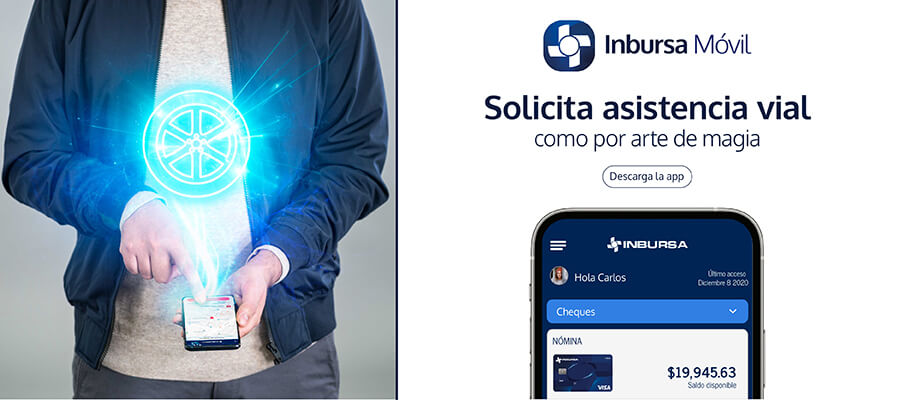 Inbursa Móvil
Solicita asistencia vial
como por arte de magia
Descarga la app
INBURSA
Hola Carlos
Último acceso
Diciembre 8 2020
Cheques
NÓMINA
INBURSA
VISA
$19,945.63
Saldo disponible